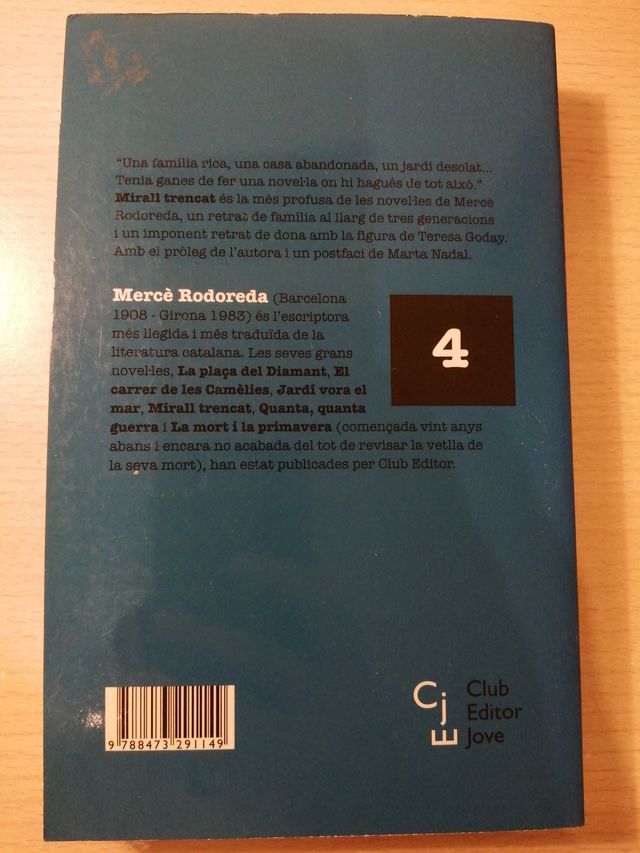 “Una família rica, una casa abandonada, un jardí desolat...
Tenia ganes de fer una novel·la on hi hagués de tot això.”
Mirall trencat és la més profusa de les novel·les de Mercè
Rodoreda, un retrat de família al llarg de tres generacions
i un imponent retrat de dona amb la figura de Teresa Goday.
Amb el pròleg de l'autora i un postfaci de Marta Nadal.
Mercè Rodoreda (Barcelona
1908 - Girona 1983) és l'escriptora
més llegida i més traduïda de la
literatura catalana. Les seves grans
novel·les, La plaça del Diamant, El
carrer de les Camèlies, Jardí vora el
mar, Mirall trencat, Quanta, quanta
guerra i La mort i la primavera (començada vint anys
abans i encara no acabada del tot de revisar la vetlla de
la seva mort), han estat publicades per Club Editor.
4
9 788473 291149
CjE
Club
Editor
Jove